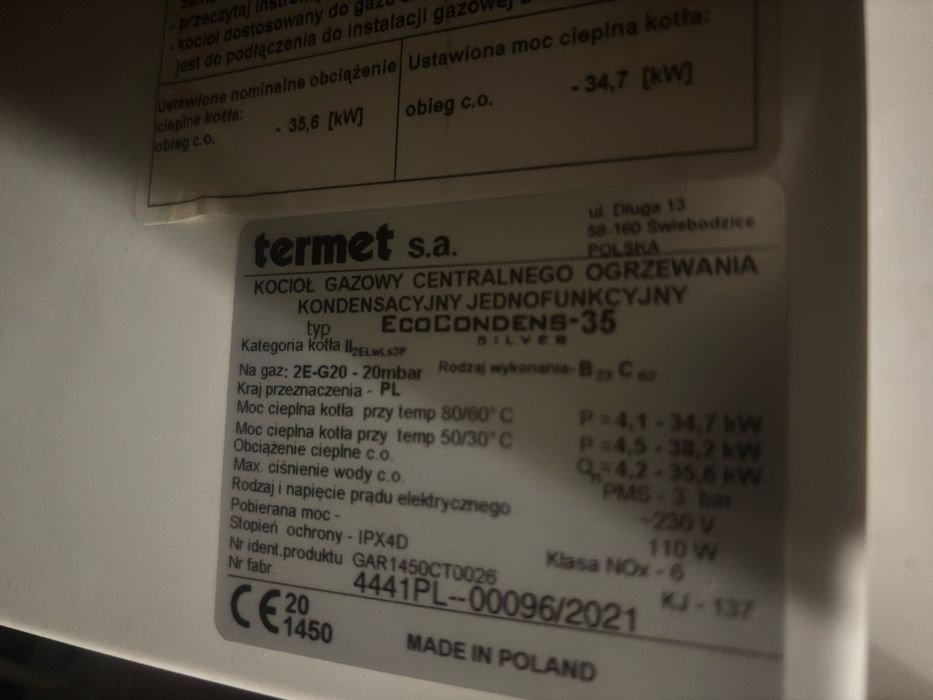 - przeczytaj
- kocioł dostosowany do gazu
jest do podłączenia do instalacji gazowej
Ustawione nominalne obciążenie
cieplne kotła:
obieg c.o. - 35,6 [kW]
Ustawiona moc cieplna kotła:
obieg c.o. - 34,7 [kW]
termet s.a.
ul. Długa 13
58-160 Świebodzice
POLSKA
KOCIOŁ GAZOWY CENTRALNEGO OGRZEWANIA
KONDENSACYJNY JEDNOFUNKCYJNY
typ ECOCONDENS-35
SILVER
Kategoria kotła II2ELwLs3P
Na gaz: 2E-G20 - 20mbar Rodzaj wykonania- B23 C63
Kraj przeznaczenia - PL
Moc cieplna kotła przy temp 80/60°C P =4,1 - 34,7 kW
Moc cieplna kotła przy temp 50/30°C P =4,5 - 38,2 kW
Obciążenie cieplne c.o. Qn=4,2 - 35,6 kW
Max. ciśnienie wody c.o. PMS - 3 bar
Rodzaj i napięcie prądu elektrycznego ~230 V
Pobierana moc - 110 W
Stopień ochrony - IPX4D Klasa NOx - 6
Nr ident.produktu GAR1450CT0026 KJ - 137
Nr fabr. 4441PL--00096/2021
CE 20
1450
MADE IN POLAND